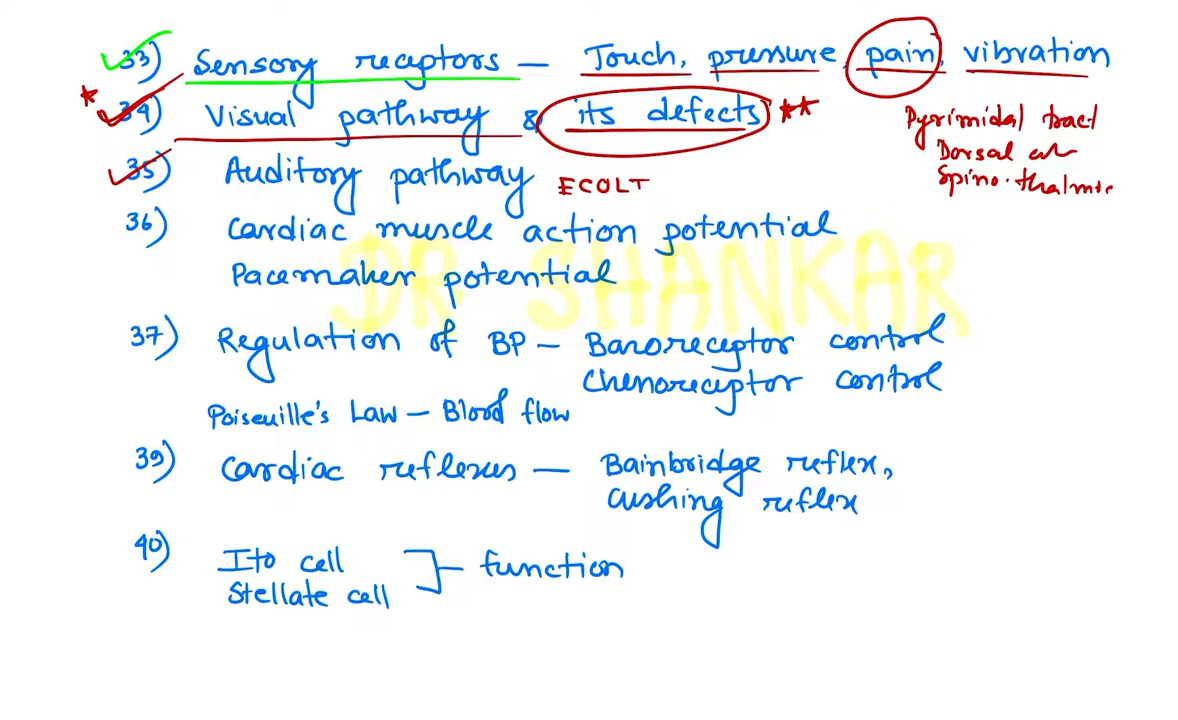 33) Sensory receptors — Touch, pressure, pain, vibration
34) Visual pathway & its defects **
Pyrimidal tract
Dorsal
Spino-thalmic
35) Auditory pathway ECOLT
36) Cardiac muscle action potential
Pacemaker potential
DR SHANKAR
37) Regulation of BP — Baroreceptor control
Chemoreceptor control
Poiseuille's Law — Blood flow
39) Cardiac reflexes — Bainbridge reflex,
Cushing reflex
40) Ito cell
Stellate cell ]— function